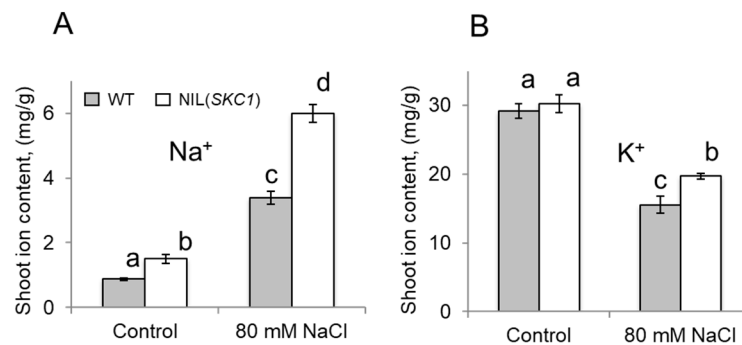 A
Shoot ion content, (mg/g)
6
4
2
0
WT NIL(SKC1)
Na⁺
a
b
c
d
Control 80 mM NaCl
B
Shoot ion content, (mg/g)
30
20
10
0
a a
K⁺
c
b
Control 80 mM NaCl